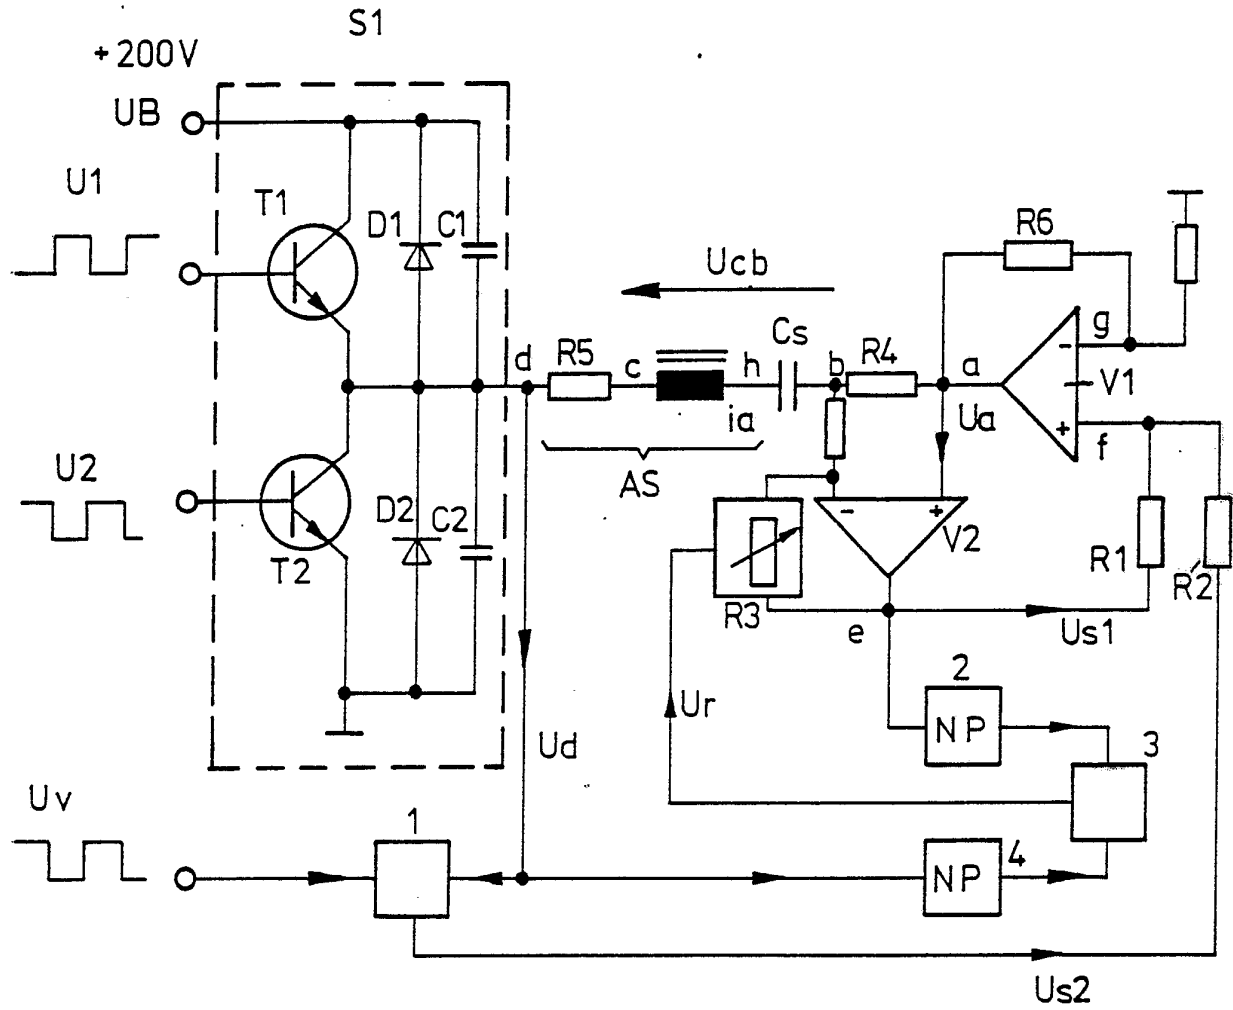 S1
+200V
UB
U1
T1
D1
C1
Ucb
R6
g
d
R5
c
h
Cs
b
R4
a
V1
ia
Ua
f
U2
AS
D2
C2
T2
V2
R1
R´2
R3
e
Us1
2
NP
Ur
3
Ud
Uv
1
4
NP
Us2